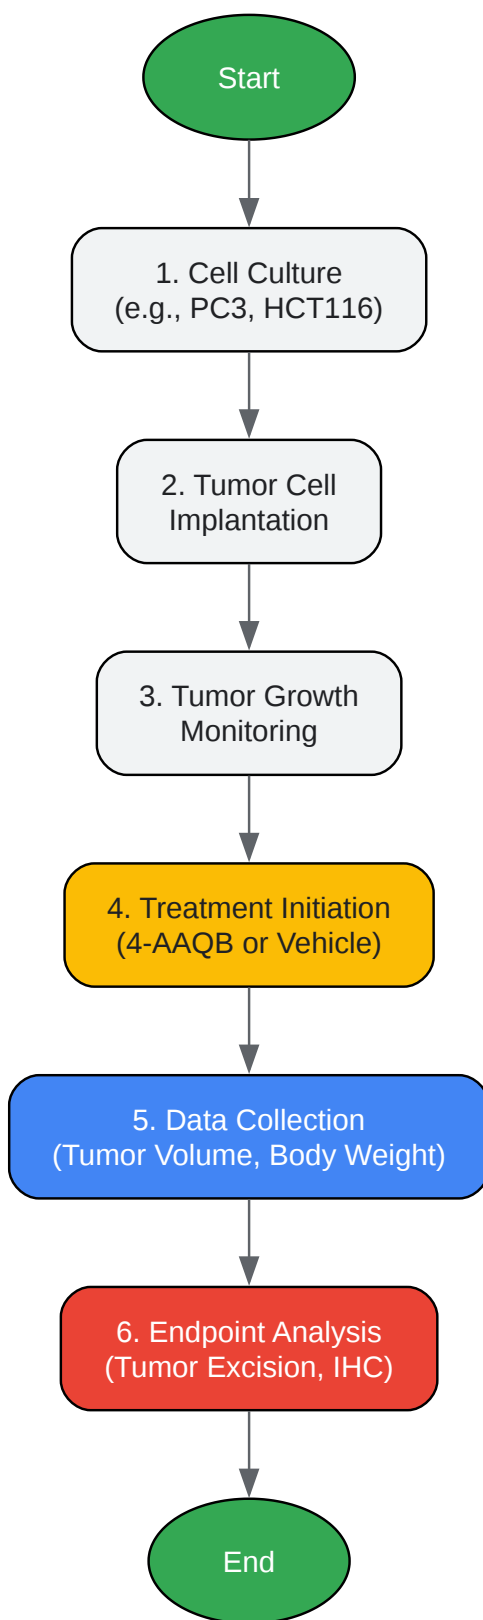 Start
1. Cell Culture
(e.g., PC3, HCT116)
2. Tumor Cell
Implantation
3. Tumor Growth
Monitoring
4. Treatment Initiation
(4-AAQB or Vehicle)
5. Data Collection
(Tumor Volume, Body Weight)
6. Endpoint Analysis
(Tumor Excision, IHC)
End